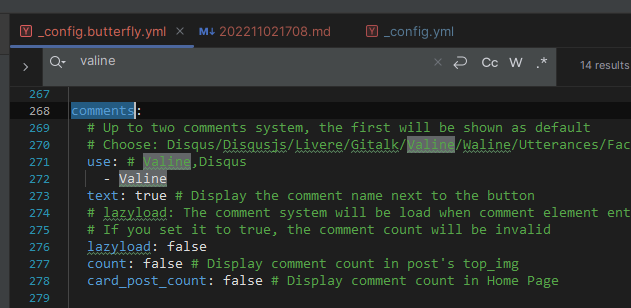 _config.butterfly.yml × M↓ 202211021708.md _config.yml
valine × Cc W .* 14 results
267
268 comments:
269 # Up to two comments system, the first will be shown as default
270 # Choose: Disqus/Disqusjs/Livere/Gitalk/Valine/Waline/Utterances/Fac
271 use: # Valine,Disqus
272 - Valine
273 text: true # Display the comment name next to the button
274 # lazyload: The comment system will be load when comment element ent
275 # If you set it to true, the comment count will be invalid
276 lazyload: false
277 count: false # Display comment count in post's top_img
278 card_post_count: false # Display comment count in Home Page
279